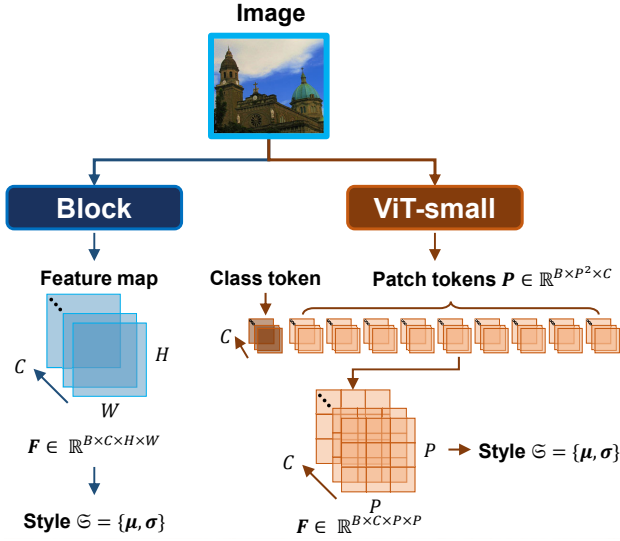 Image
Block
ViT-small
Feature map
Class token
Patch tokens 𝑷 ∈ ℝ^{B×P²×C}
C
H
W
C
𝑭 ∈ ℝ^{B×C×H×W}
Style 𝔖 = {𝝁, 𝝈}
C
P
P
𝑭 ∈ ℝ^{B×C×P×P}
Style 𝔖 = {𝝁, 𝝈}